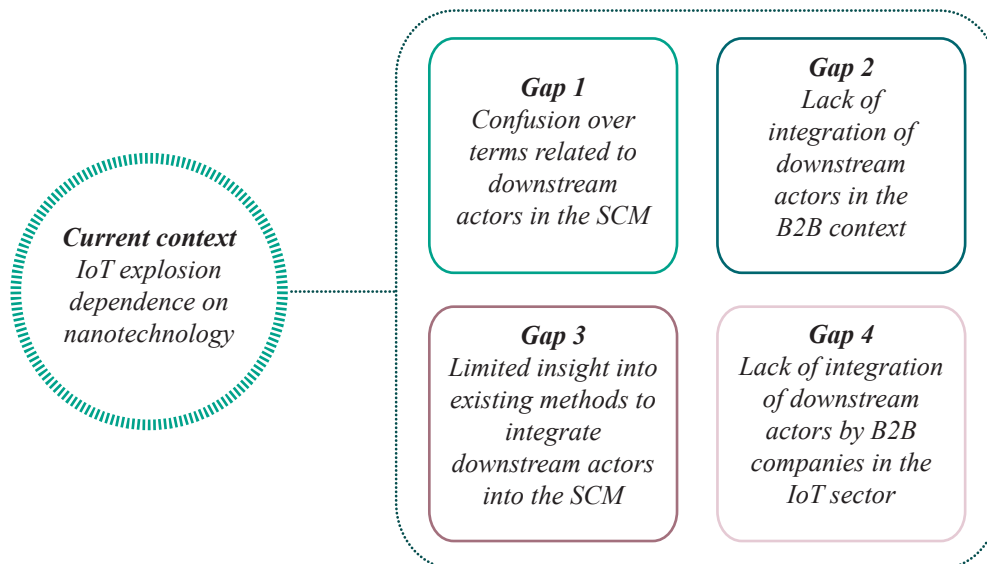 Current context
IoT explosion
dependence on
nanotechnology
Gap 1
Confusion over
terms related to
downstream
actors in the SCM
Gap 2
Lack of
integration of
downstream
actors in the
B2B context
Gap 3
Limited insight into
existing methods to
integrate
downstream actors
into the SCM
Gap 4
Lack of integration
of downstream
actors by B2B
companies in the
IoT sector